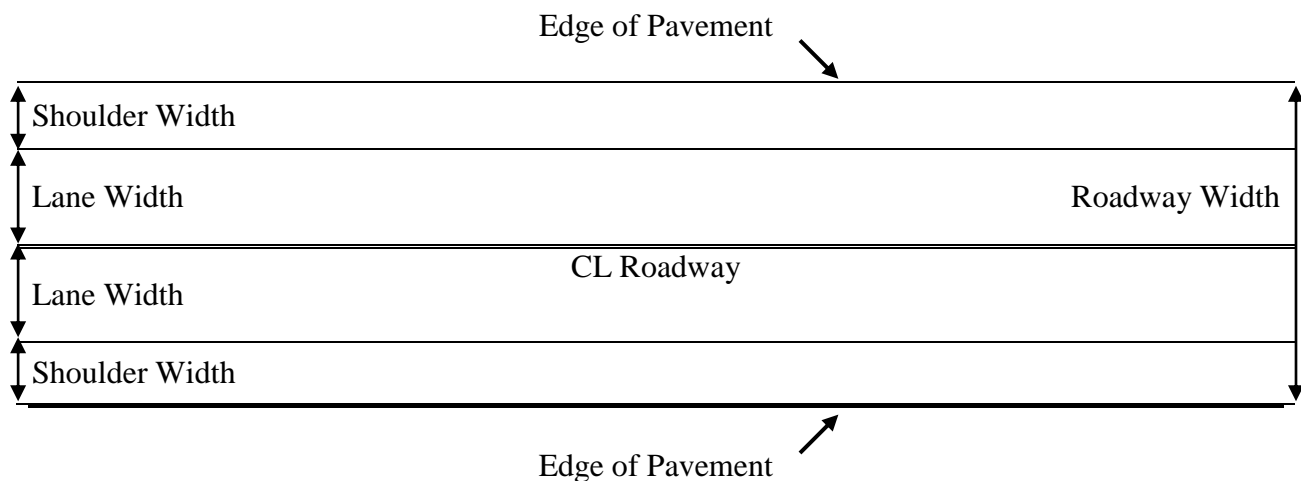 Edge of Pavement
Shoulder Width
Lane Width
Roadway Width
CL Roadway
Lane Width
Shoulder Width
Edge of Pavement